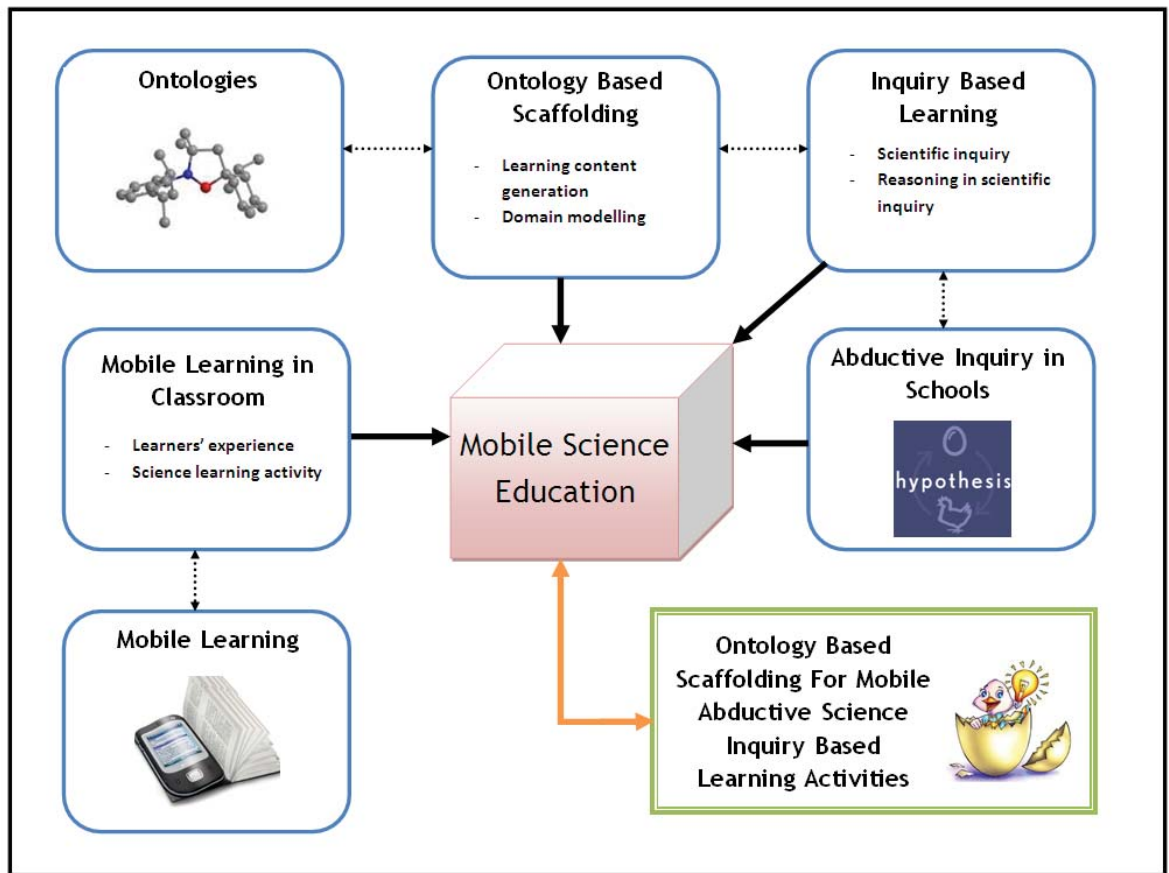 Ontologies
Ontology Based
Scaffolding
- Learning content
generation
- Domain modelling
Inquiry Based
Learning
- Scientific inquiry
- Reasoning in scientific
inquiry
Mobile Learning in
Classroom
- Learners' experience
- Science learning activity
Mobile Science
Education
Abductive Inquiry in
Schools
hypothesis
Mobile Learning
Ontology Based
Scaffolding For Mobile
Abductive Science
Inquiry Based
Learning Activities